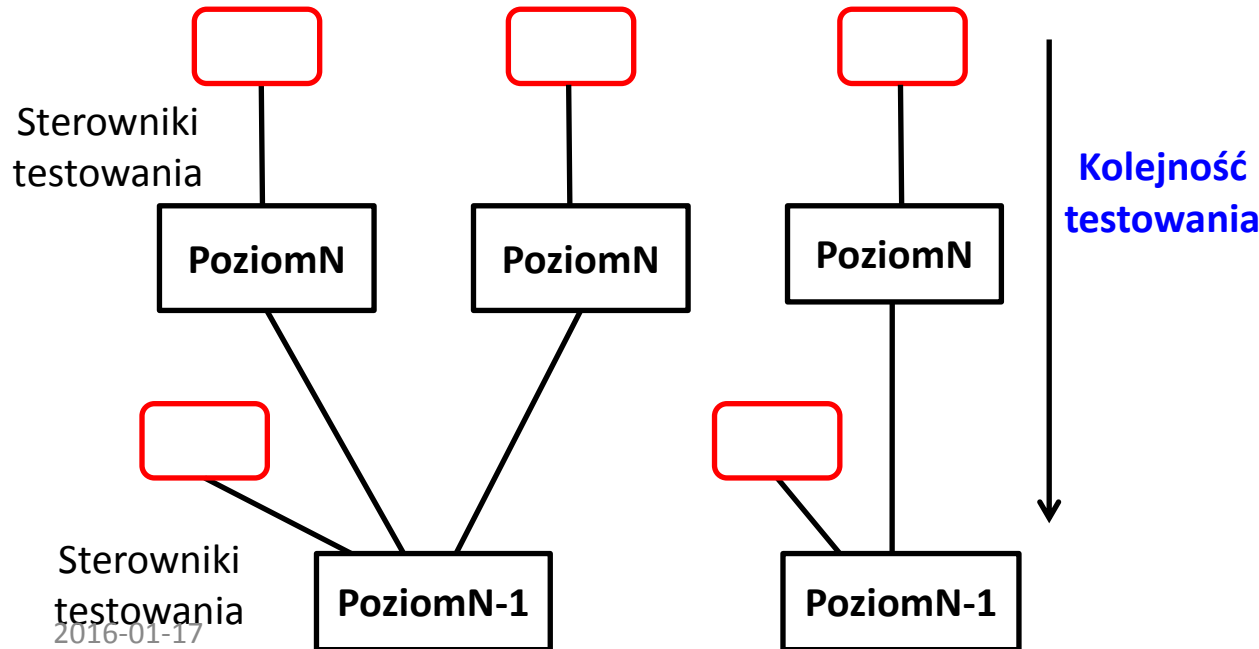 Sterowniki
testowania
Kolejność
testowania
PoziomN
PoziomN
PoziomN
Sterowniki
testowania
2016-01-17
PoziomN-1
PoziomN-1